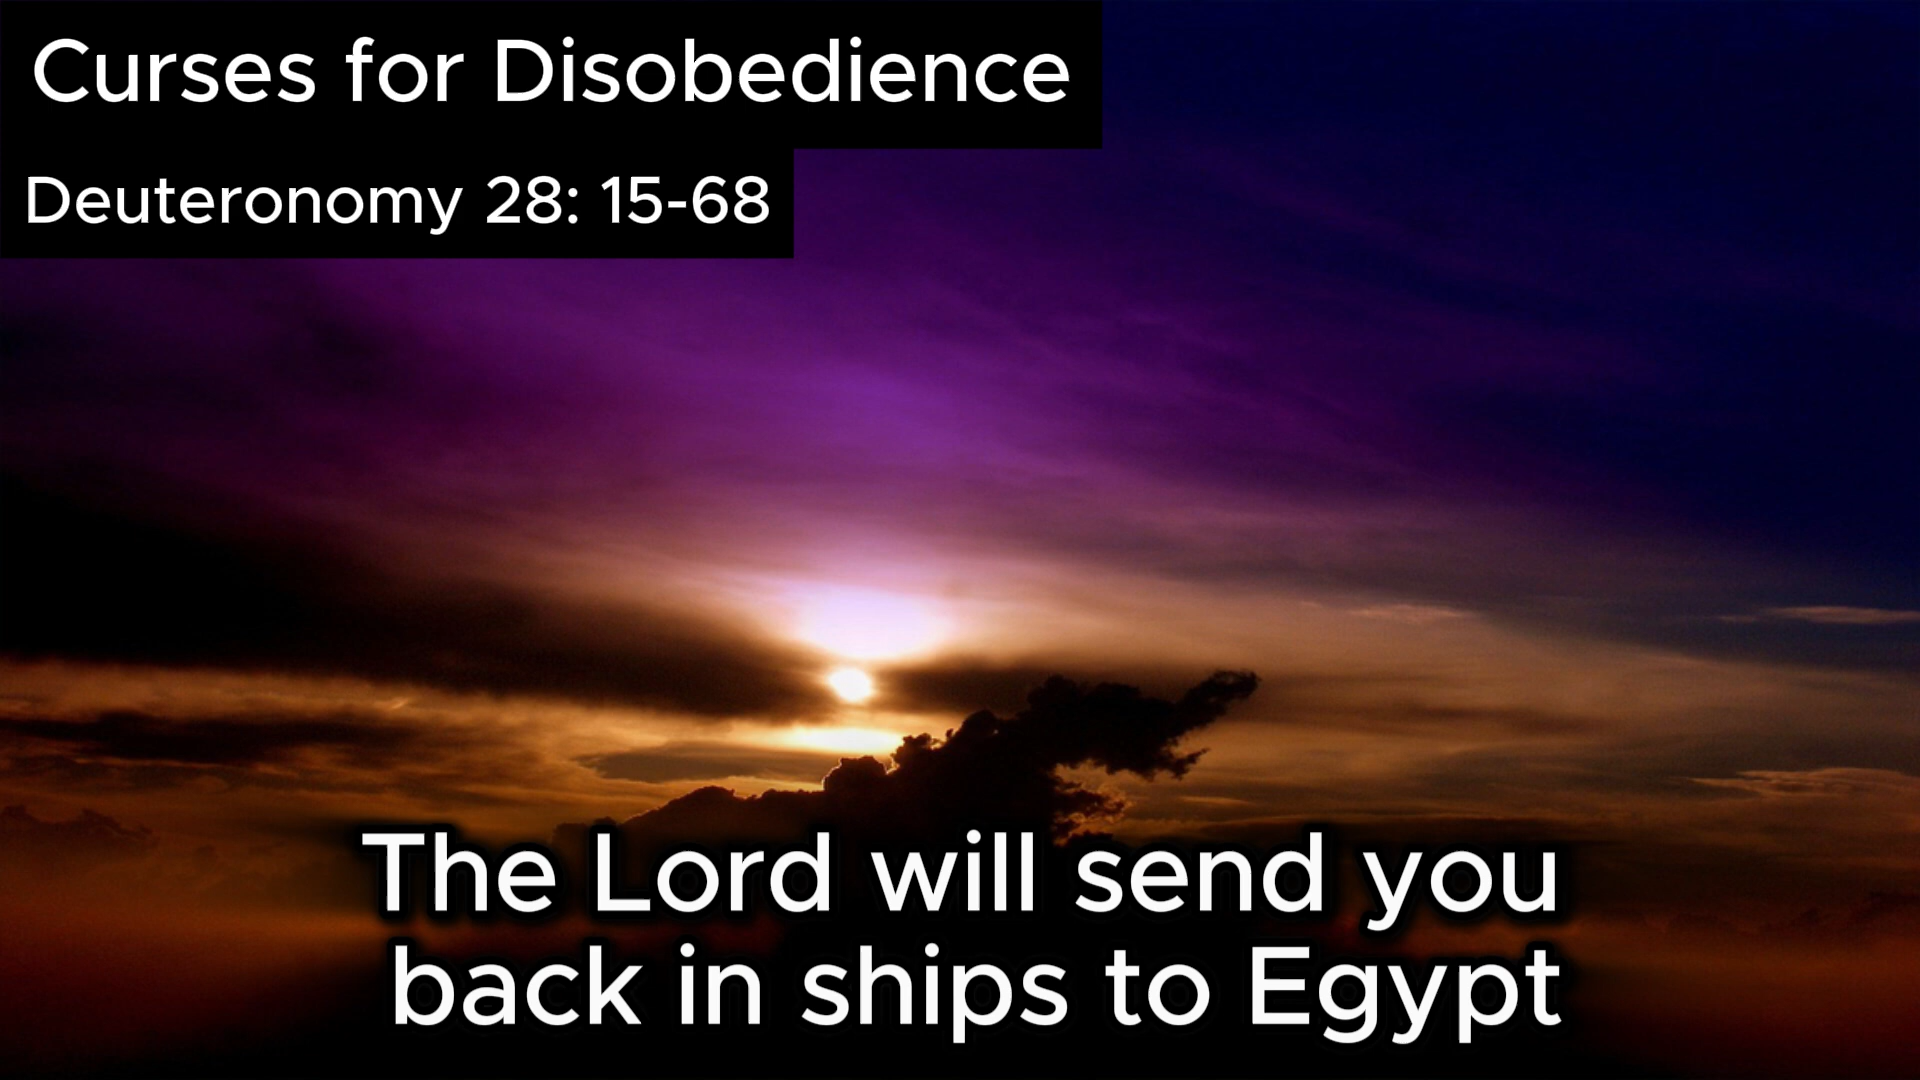 Curses for Disobedience
Deuteronomy 28: 15-68
The Lord will send you
back in ships to Egypt